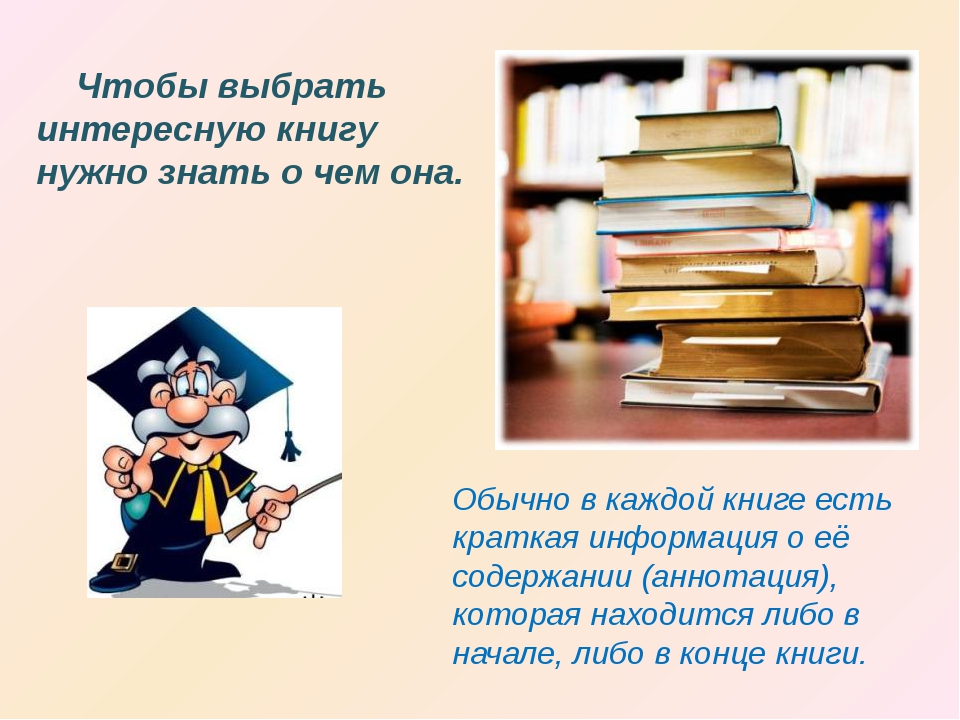 Чтобы выбрать
интересную книгу
нужно знать о чем она.
LIBRARY
Обычно в каждой книге есть
краткая информация о её
содержании (аннотация),
которая находится либо в
начале, либо в конце книги.